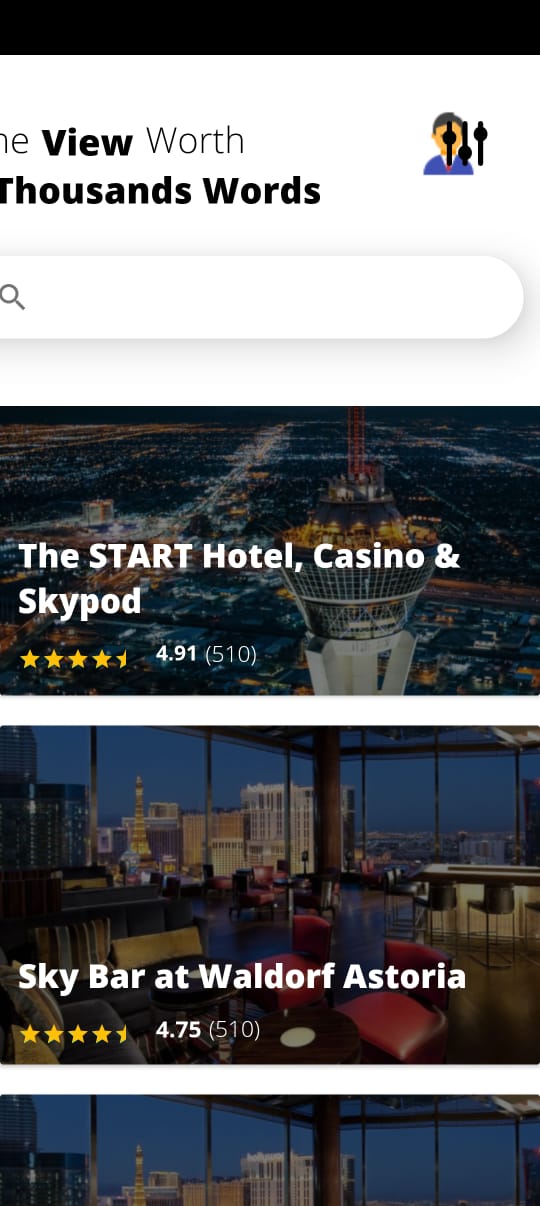 ne View Worth
Thousands Words
The START Hotel, Casino &
Skypod
4.91 (510)
Sky Bar at Waldorf Astoria
4.75 (510)